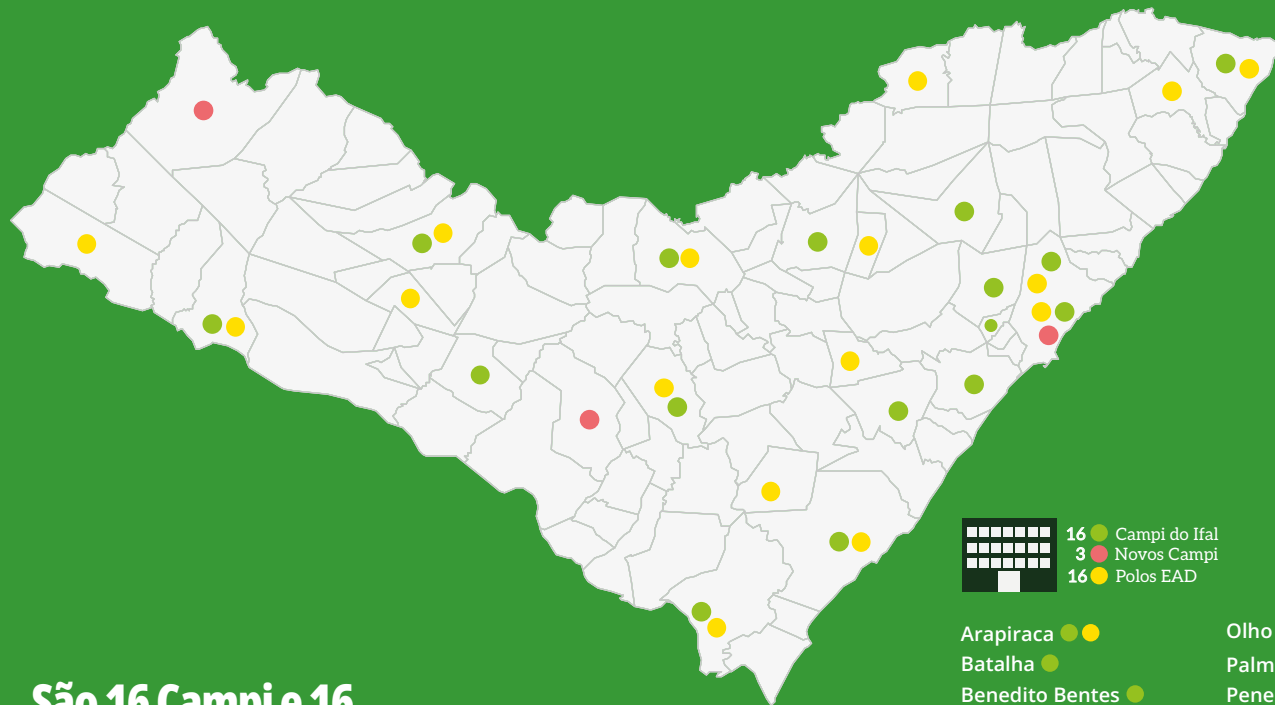 16 Campi do Ifal
3 Novos Campi
16 Polos EAD
Arapiraca
Batalha
Benedito Bentes
Olho
Palm
Pene
São 16 Campi e 16